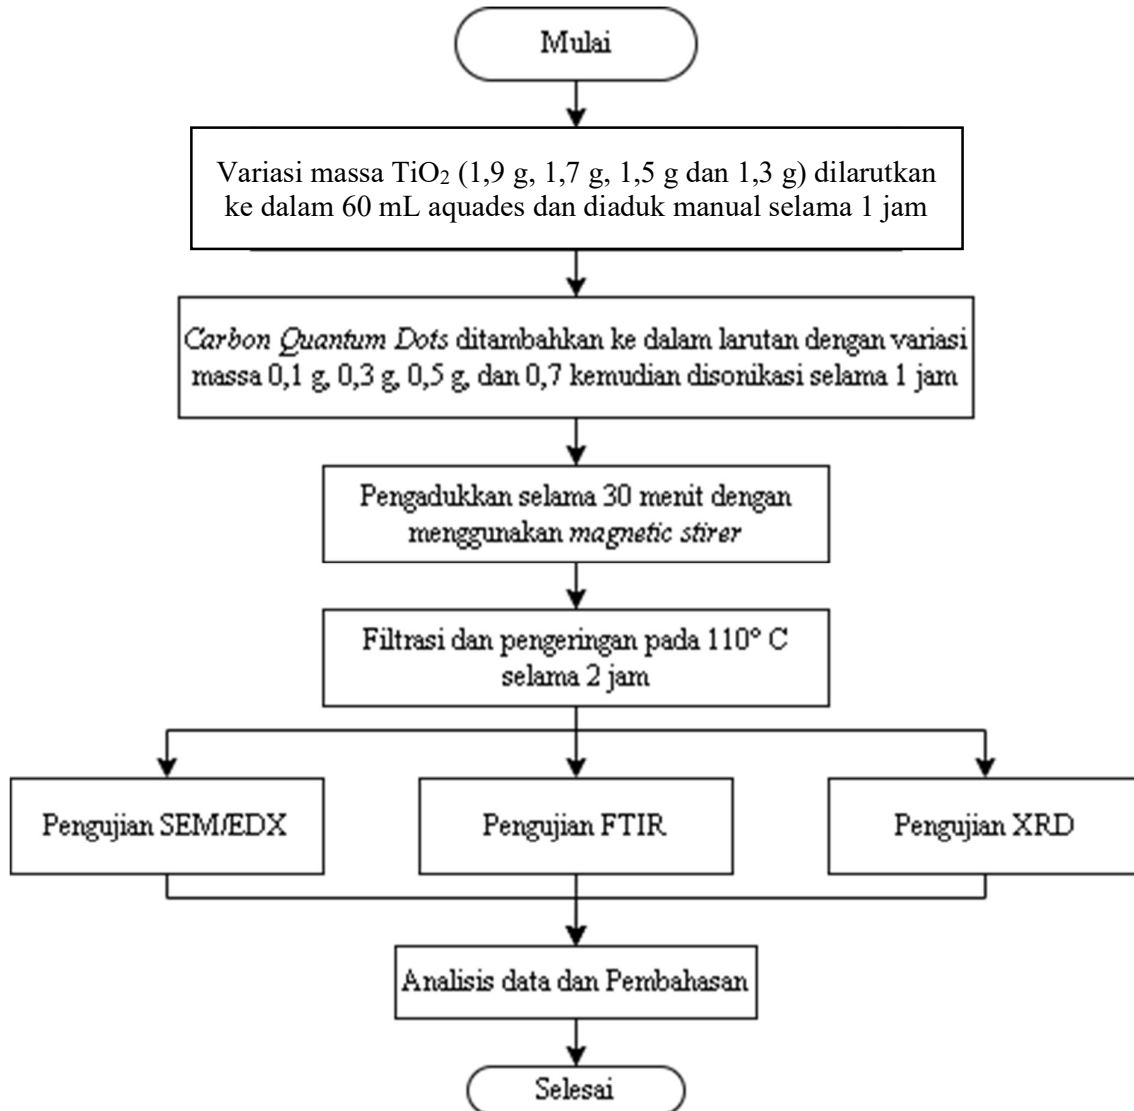 Mulai
Variasi massa TiO₂ (1,9 g, 1,7 g, 1,5 g dan 1,3 g) dilarutkan
ke dalam 60 mL aquades dan diaduk manual selama 1 jam
Carbon Quantum Dots ditambahkan ke dalam larutan dengan variasi
massa 0,1 g, 0,3 g, 0,5 g, dan 0,7 kemudian disonikasi selama 1 jam
Pengadukkan selama 30 menit dengan
menggunakan magnetic stirer
Filtrasi dan pengeringan pada 110° C
selama 2 jam
Pengujian SEM/EDX
Pengujian FTIR
Pengujian XRD
Analisis data dan Pembahasan
Selesai